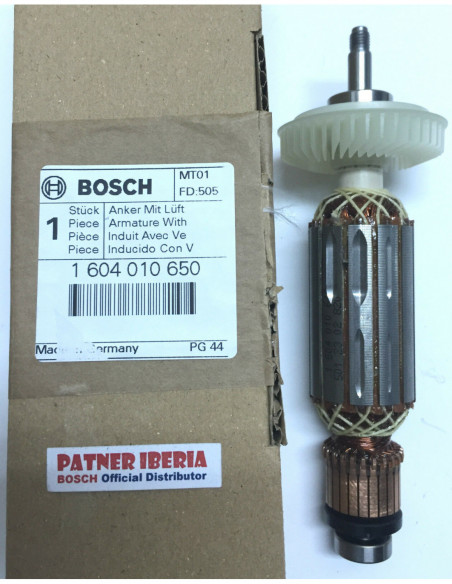 MT01
BOSCH
FD:505
1
Stück Anker Mit Lüft
Piece Armature With
Pièce Induit Avec Ve
Piece Inducido Con V
1 604 010 650
Germany PG 44
PATNER IBERIA
BOSCH Official Distributor